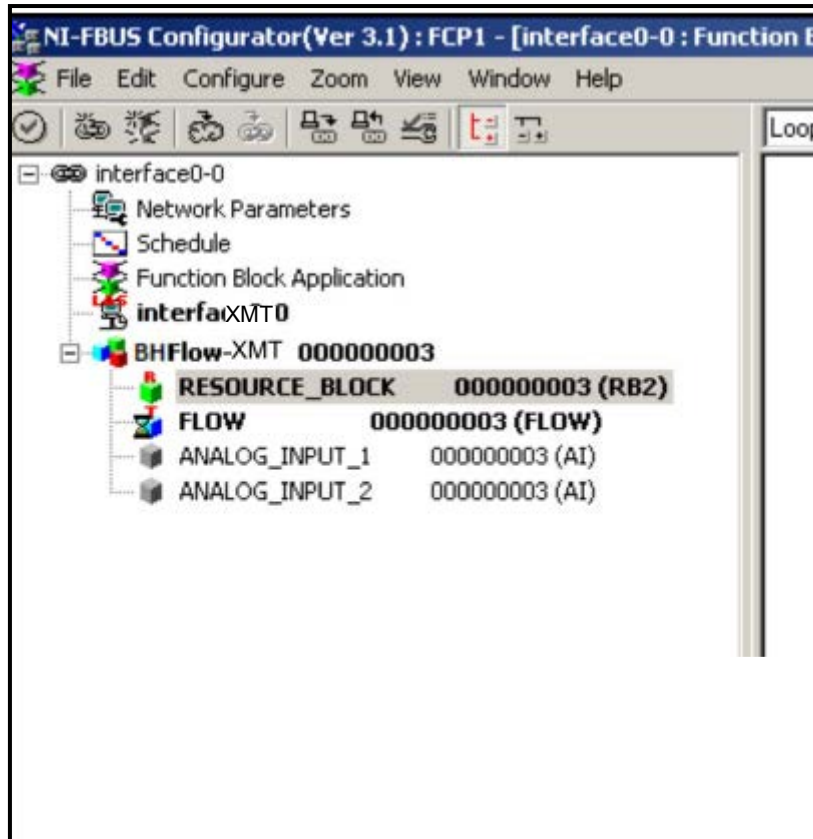 NI-FBUS Configurator(Ver 3.1) : FCP1 - [interface0-0 : Function B
File Edit Configure Zoom View Window Help
Loop
interface0-0
Network Parameters
Schedule
Function Block Application
LAS
interfacXMT0
BHFlow-XMT 000000003
R
RESOURCE_BLOCK 000000003 (RB2)
T
FLOW 000000003 (FLOW)
ANALOG_INPUT_1 000000003 (AI)
ANALOG_INPUT_2 000000003 (AI)